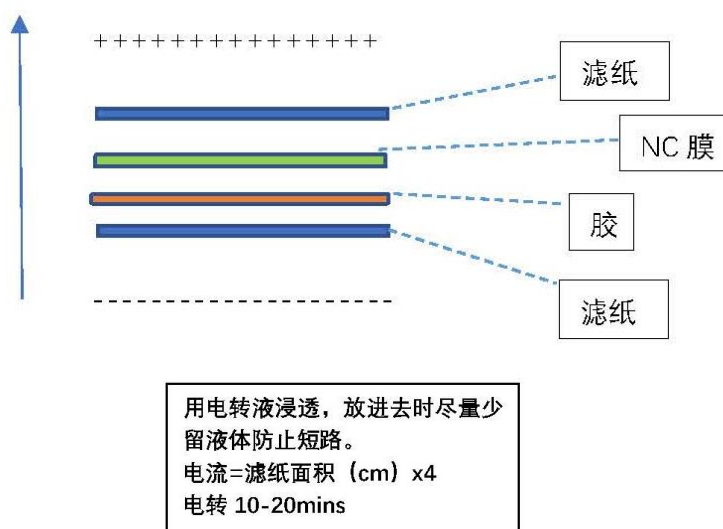 + + + + + + + + + + + + + + +
滤纸
NC 膜
胶
滤纸
用电转液浸透，放进去时尽量少
留液体防止短路。
电流=滤纸面积（cm）x4
电转 10-20mins